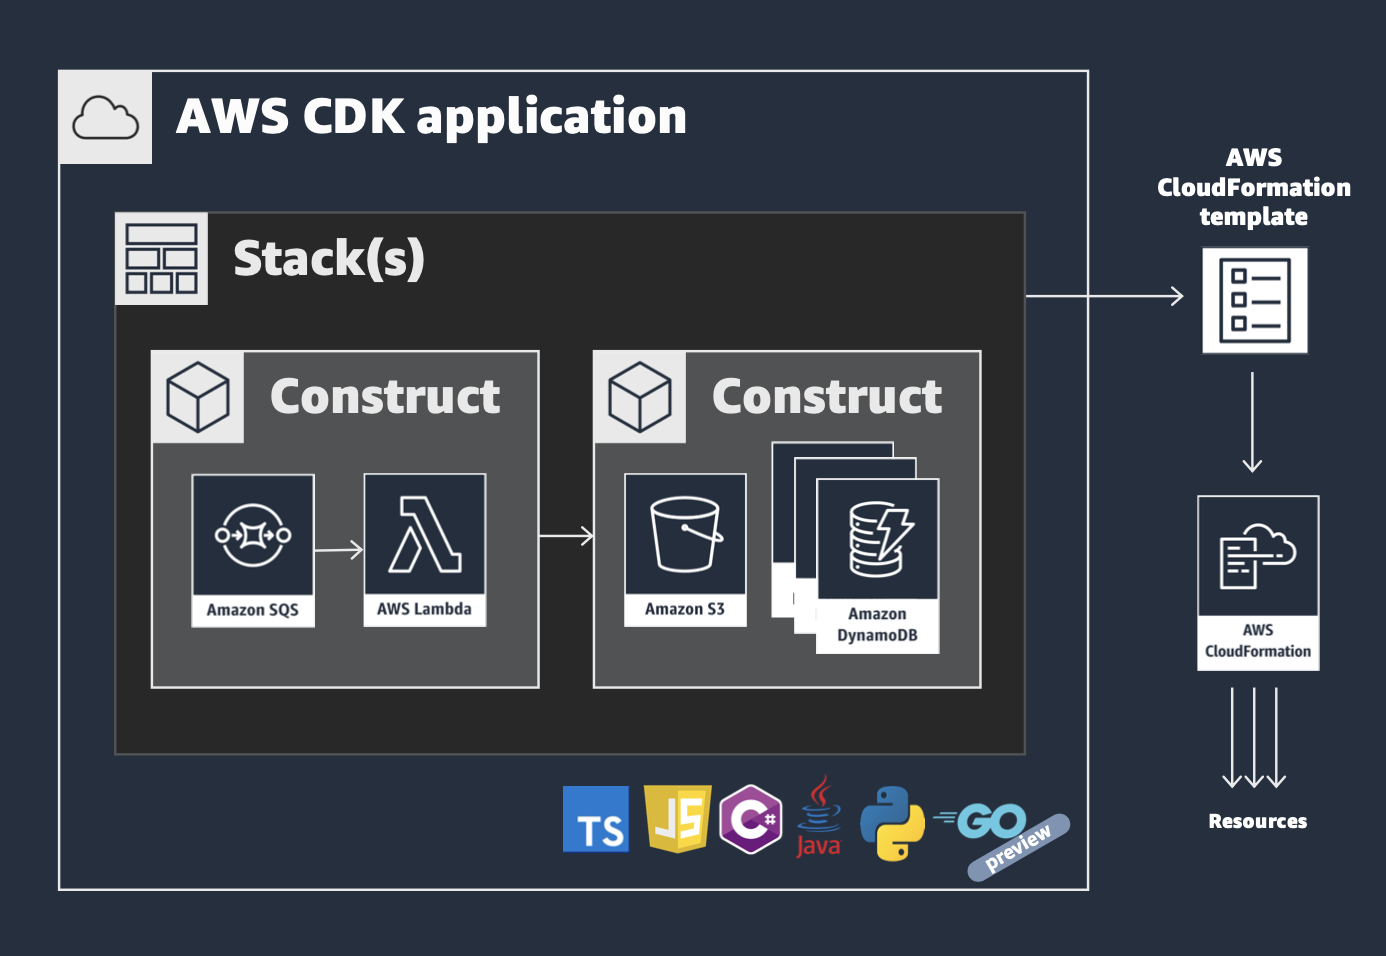 AWS CDK application
Stack(s)
Construct
Amazon SQS
AWS Lambda
Construct
Amazon S3
Amazon
DynamoDB
TS
JS
C#
Java
GO
preview
AWS
CloudFormation
template
AWS
CloudFormation
Resources